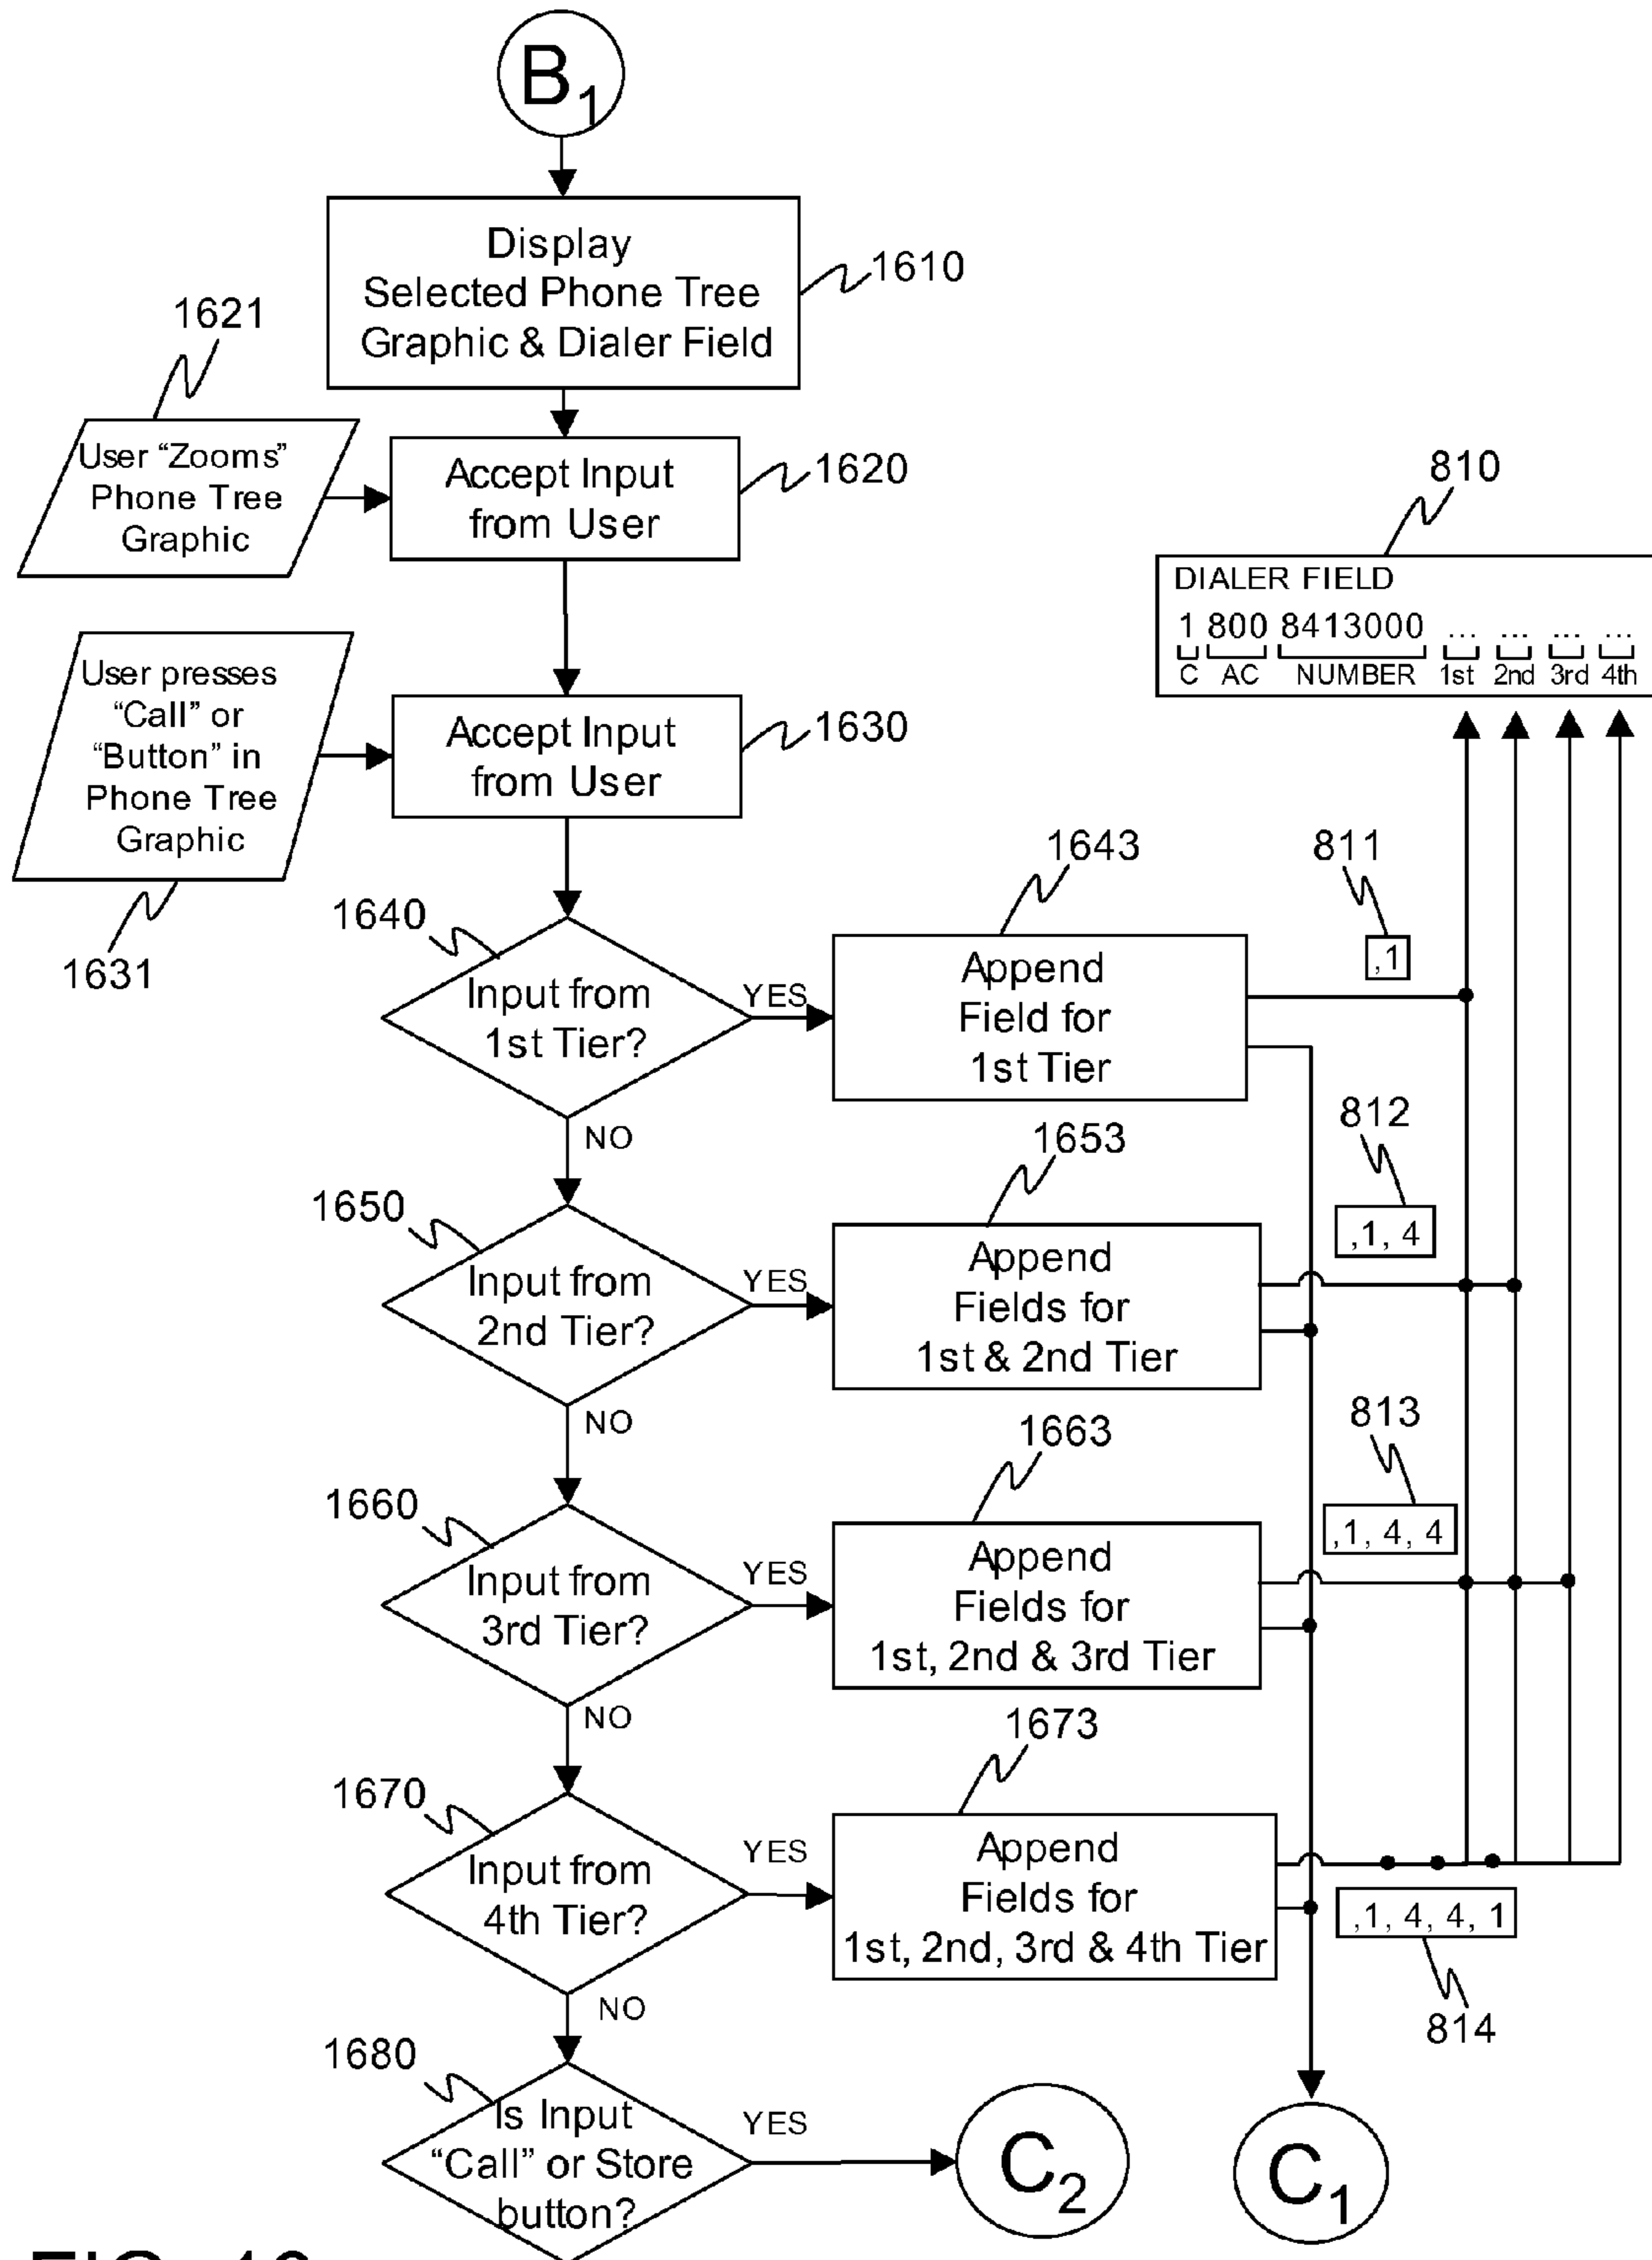 B1
Display
Selected Phone Tree
Graphic & Dialer Field
1610
1621
User “Zooms”
Phone Tree
Graphic
Accept Input
from User
1620
810
DIALER FIELD
1 800 8413000 ... ... ... ...
C AC NUMBER 1st 2nd 3rd 4th
User presses
“Call” or
“Button” in
Phone Tree
Graphic
1631
Accept Input
from User
1630
1640
Input from
1st Tier?
YES
NO
1643
Append
Field for
1st Tier
811
,1
1650
Input from
2nd Tier?
YES
NO
1653
Append
Fields for
1st & 2nd Tier
812
,1, 4
1660
Input from
3rd Tier?
YES
NO
1663
Append
Fields for
1st, 2nd & 3rd Tier
813
,1, 4, 4
1670
Input from
4th Tier?
YES
NO
1673
Append
Fields for
1st, 2nd, 3rd & 4th Tier
,1, 4, 4, 1
814
1680
Is Input
“Call” or Store
button?
YES
C2
C1